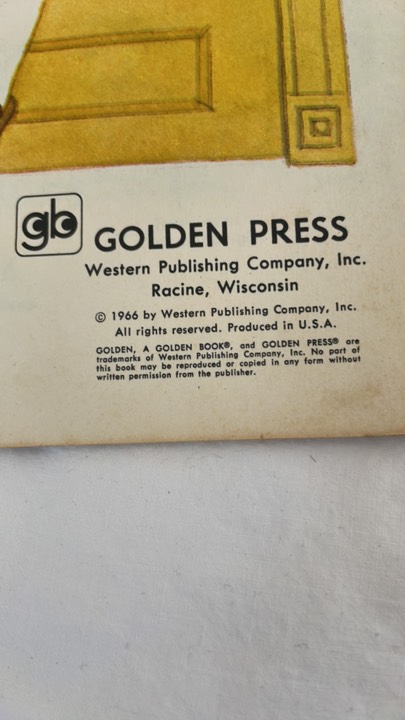 gb
GOLDEN PRESS
Western Publishing Company, Inc.
Racine, Wisconsin
© 1966 by Western Publishing Company, Inc.
All rights reserved. Produced in U.S.A.
GOLDEN, A GOLDEN BOOK®, and GOLDEN PRESS® are
trademarks of Western Publishing Company, Inc. No part of
this book may be reproduced or copied in any form without
written permission from the publisher.